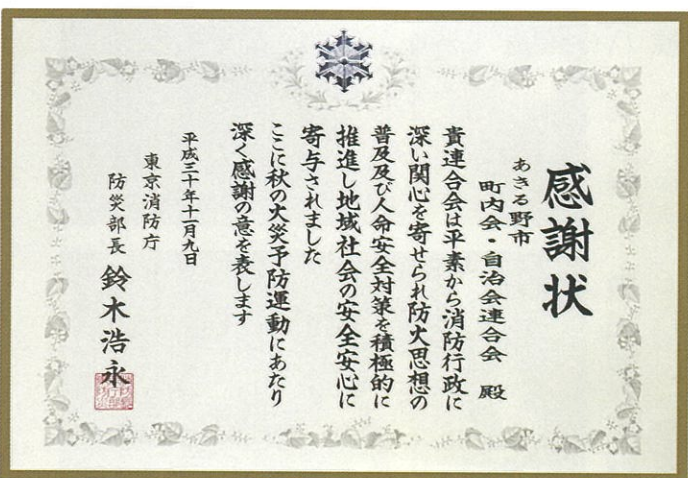 感謝状
あきる野市
町内会・自治会連合会 殿
貴連合会は平素から消防行政に
深い関心を寄せられ防火思想の
普及及び人命安全対策を積極的に
推進し地域社会の安全安心に
寄与されました
ここに秋の火災予防運動にあたり
深く感謝の意を表します
平成三十年十一月九日
東京消防庁
防災部長 鈴木浩永